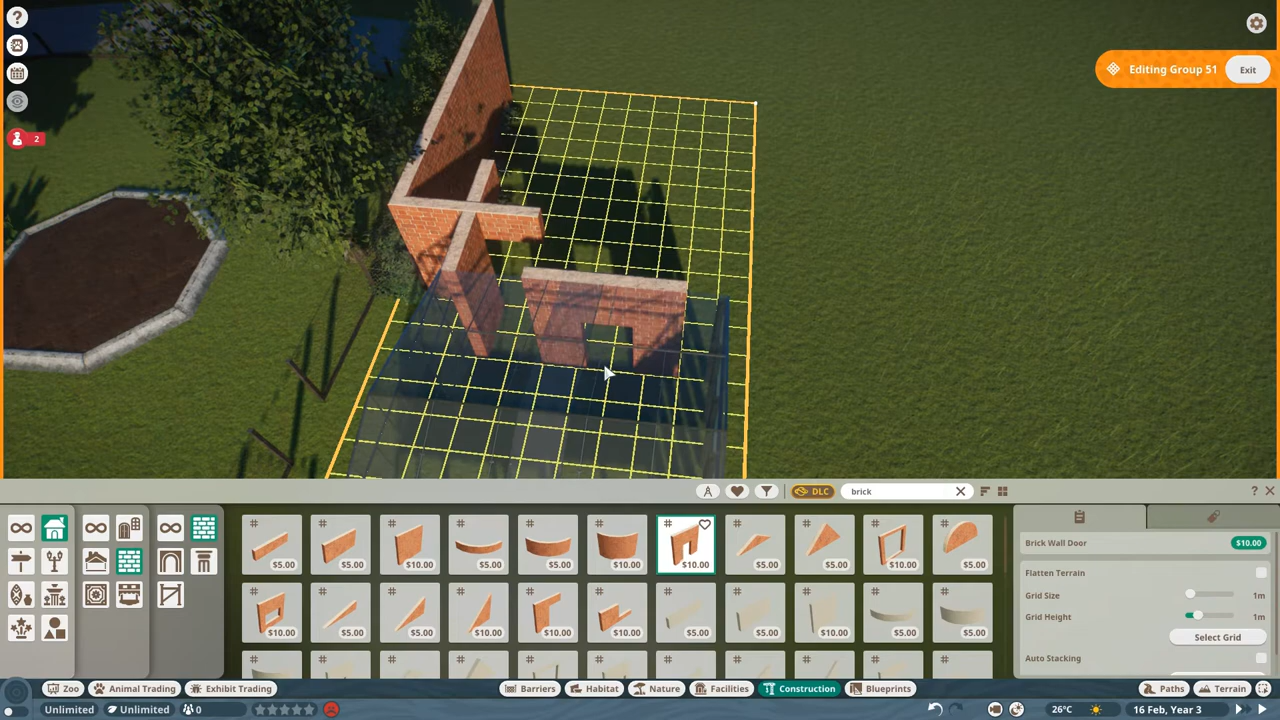 ?
Editing Group 51
Exit
2
DLC
brick
?
$5.00
$5.00
$10.00
$5.00
$5.00
$10.00
$10.00
$5.00
$5.00
$10.00
$5.00
$10.00
$5.00
$5.00
$10.00
$10.00
$10.00
$5.00
$5.00
$10.00
$5.00
$5.00
Brick Wall Door
$10.00
Flatten Terrain
Grid Size
1m
Grid Height
1m
Select Grid
Auto Stacking
Zoo
Animal Trading
Exhibit Trading
Barriers
Habitat
Nature
Facilities
Construction
Blueprints
Paths
Terrain
Unlimited
Unlimited
0
26°C
16 Feb, Year 3